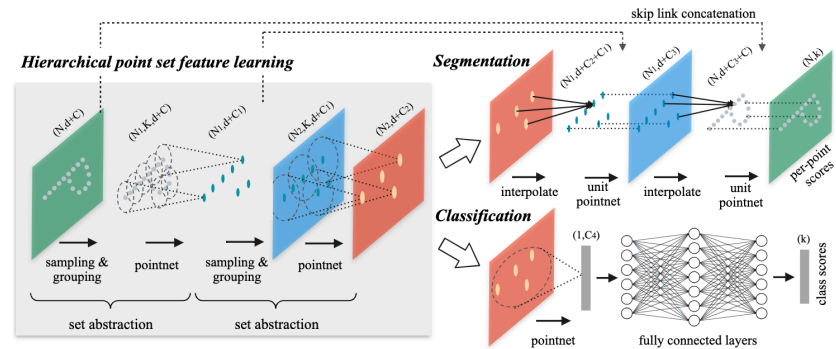 skip link concatenation
Hierarchical point set feature learning
Segmentation
(N,d+C)
(N₁,K,d+C)
(N₁,d+C₁)
(N₂,K,d+C₁)
(N₂,d+C₂)
(N₁,d+C₂+C₁)
(N₁,d+C₃)
(N,d+C₃+C)
(N,k)
per-point
scores
interpolate
unit
pointnet
interpolate
unit
pointnet
Classification
(1,C₄)
(k)
class scores
sampling &
grouping
pointnet
sampling &
grouping
pointnet
set abstraction
set abstraction
pointnet
fully connected layers